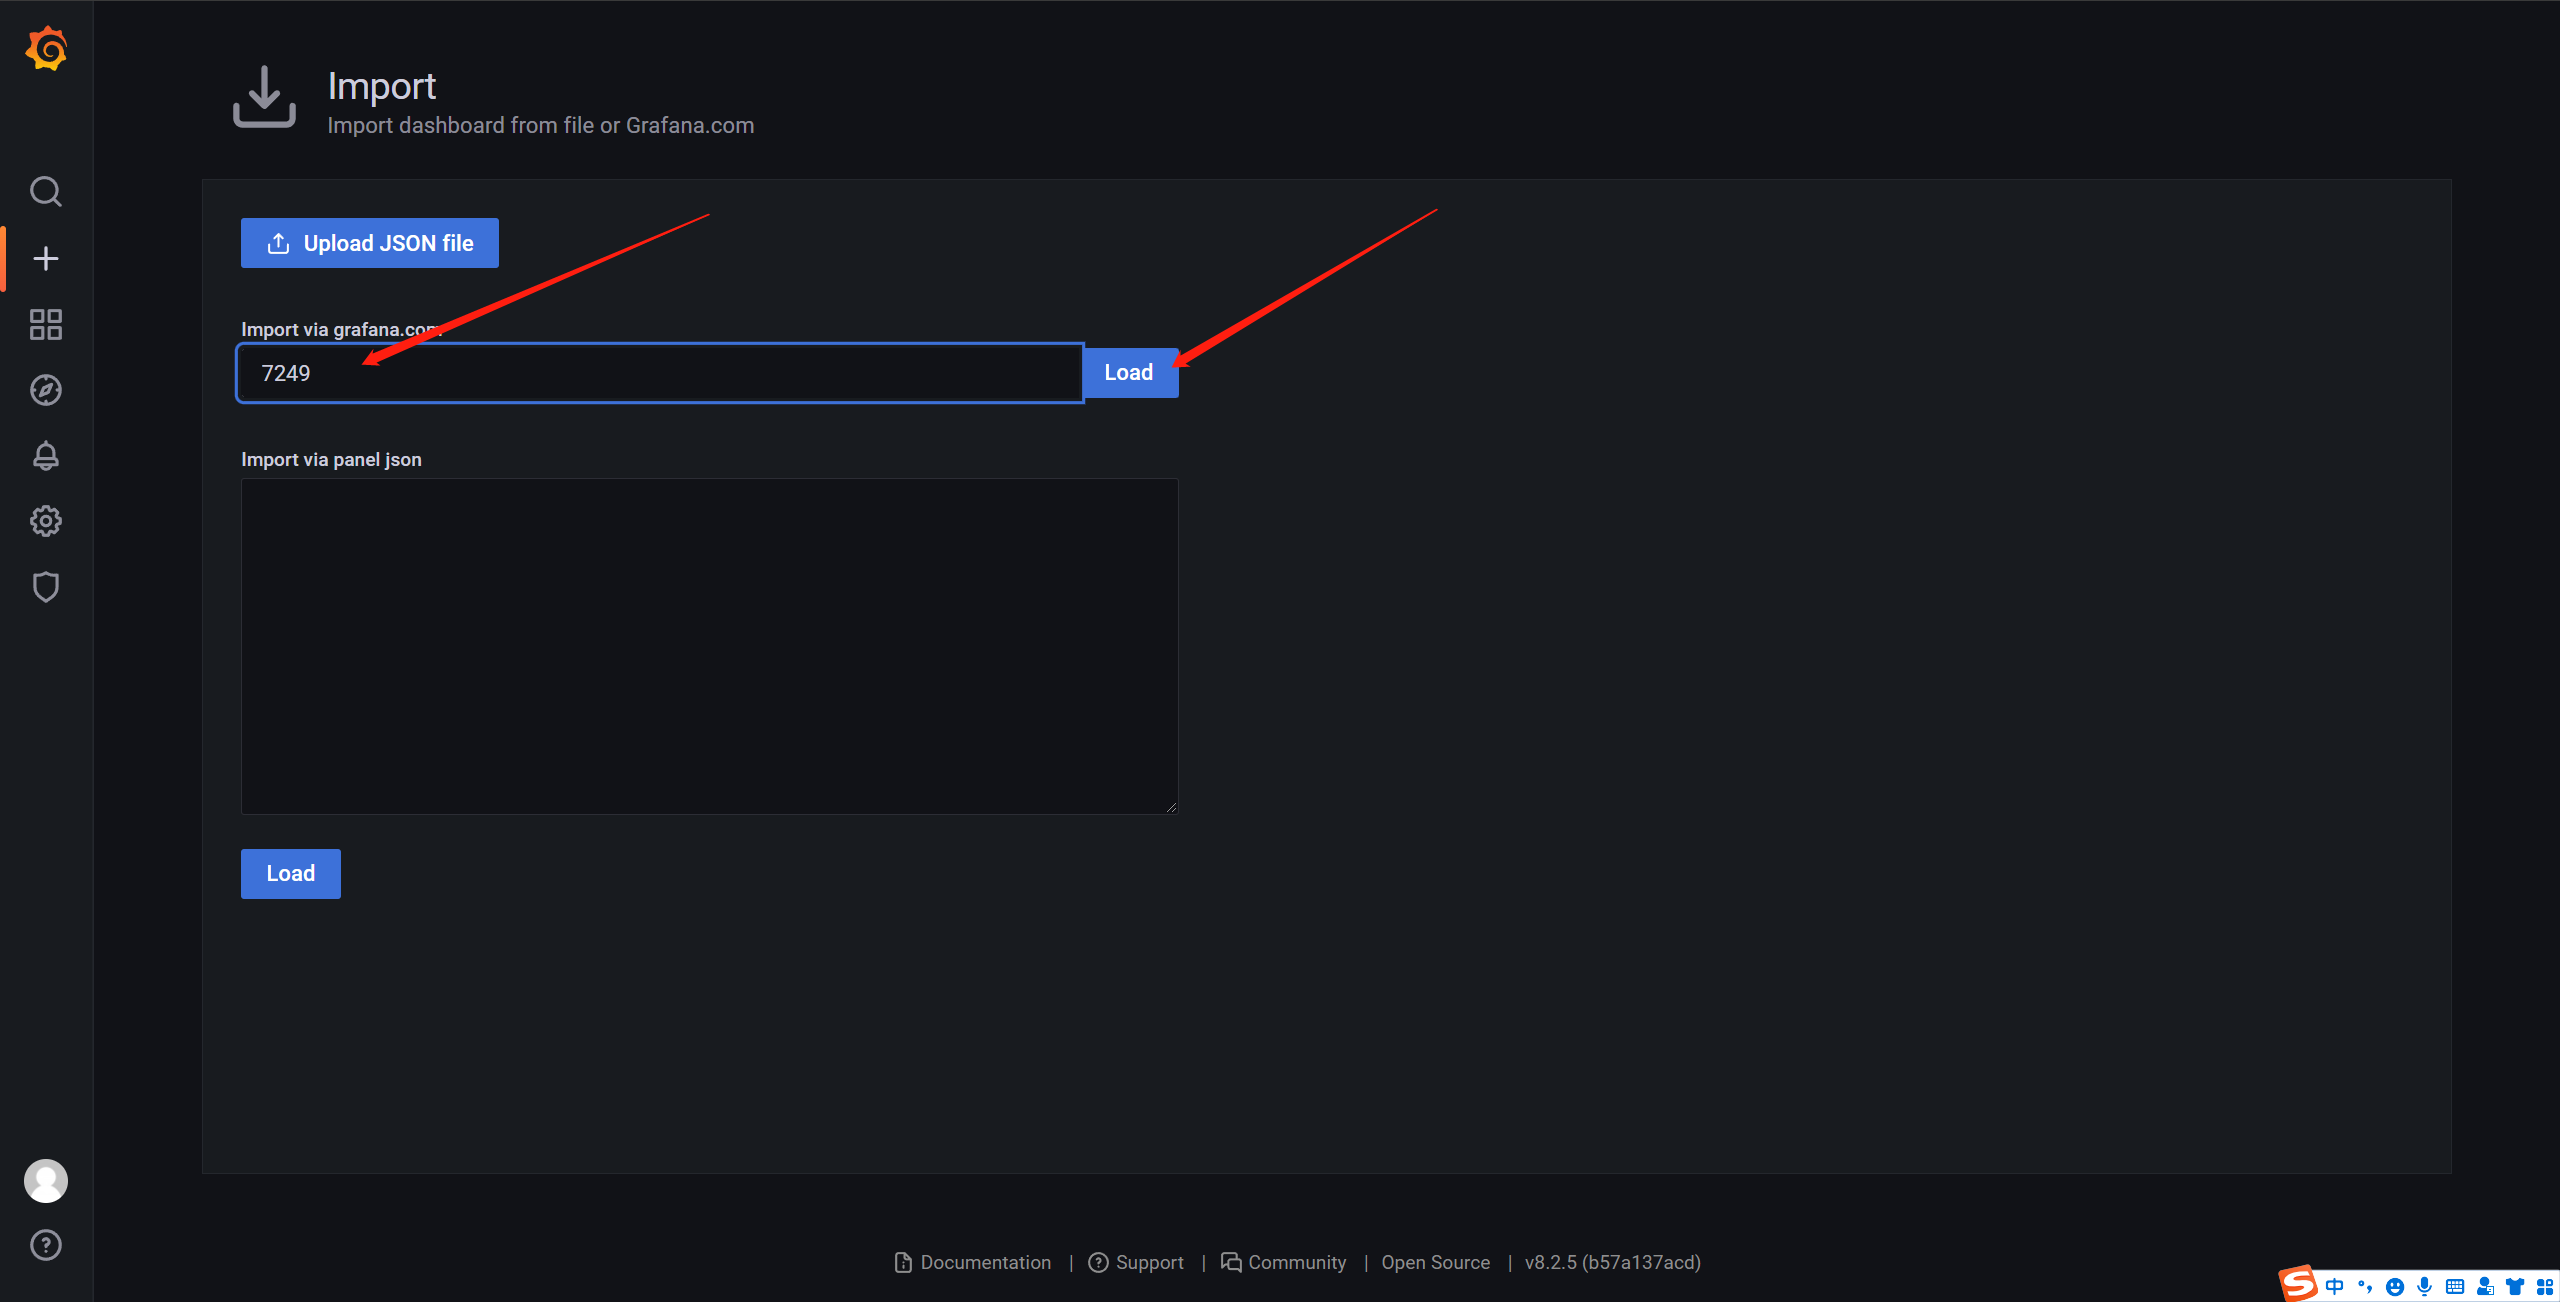 Import
Import dashboard from file or Grafana.com
Upload JSON file
Import via grafana.com
7249
Load
Import via panel json
Load
Documentation | Support | Community | Open Source | v8.2.5 (b57a137acd)
中